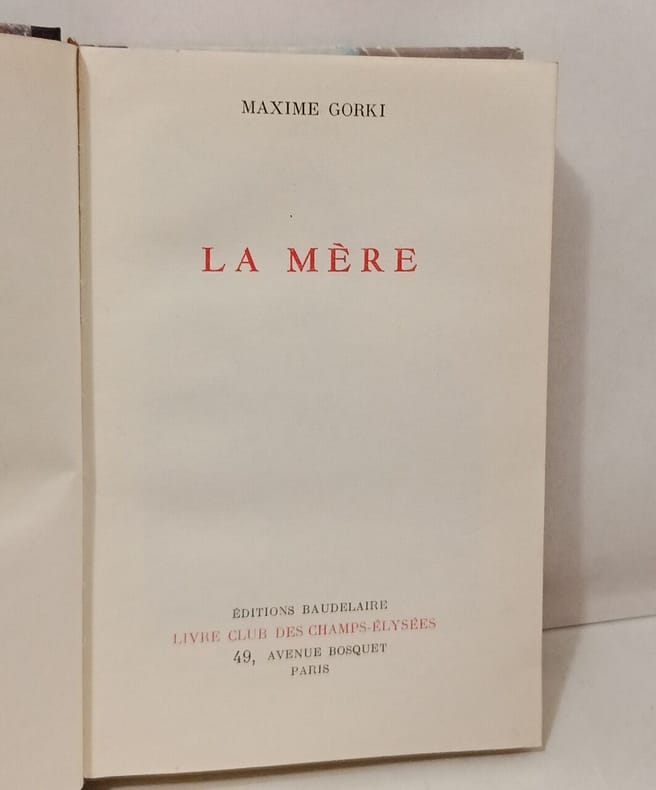 MAXIME GORKI
LA MÈRE
ÉDITIONS BAUDELAIRE
LIVRE CLUB DES CHAMPS-ÉLYSÉES
49, AVENUE BOSQUET
PARIS